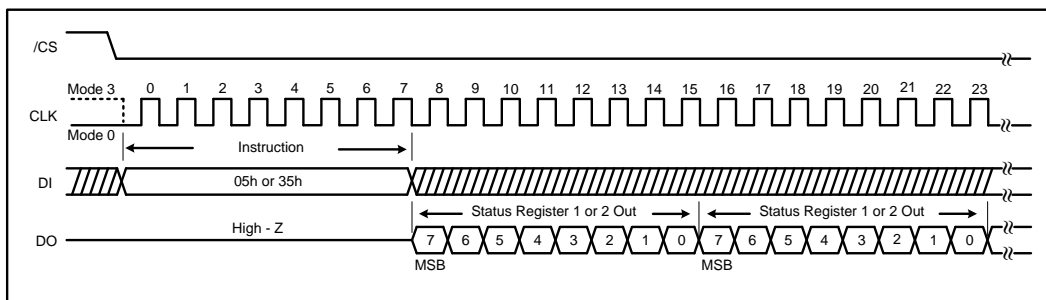 /CS
Mode 3 0 1 2 3 4 5 6 7 8 9 10 11 12 13 14 15 16 17 18 19 20 21 22 23
CLK
Mode 0
Instruction
DI 05h or 35h
Status Register 1 or 2 Out Status Register 1 or 2 Out
High - Z
DO 7 6 5 4 3 2 1 0 7 6 5 4 3 2 1 0
MSB MSB